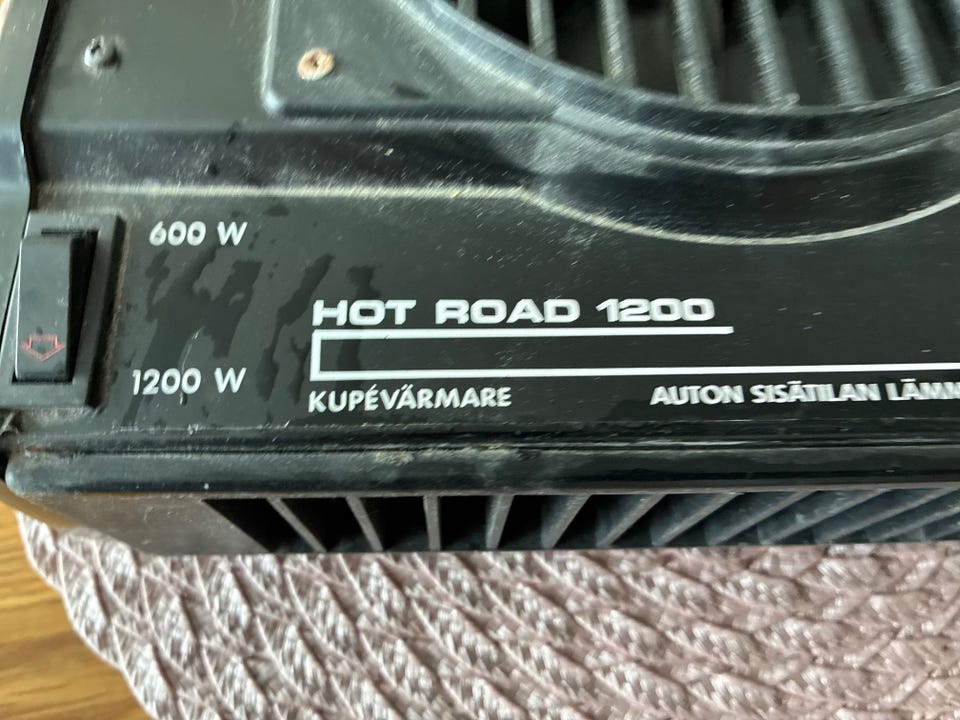 600 W
HOT ROAD 1200
1200 W
KUPÉVÄRMARE
AUTON SISÄTILAN